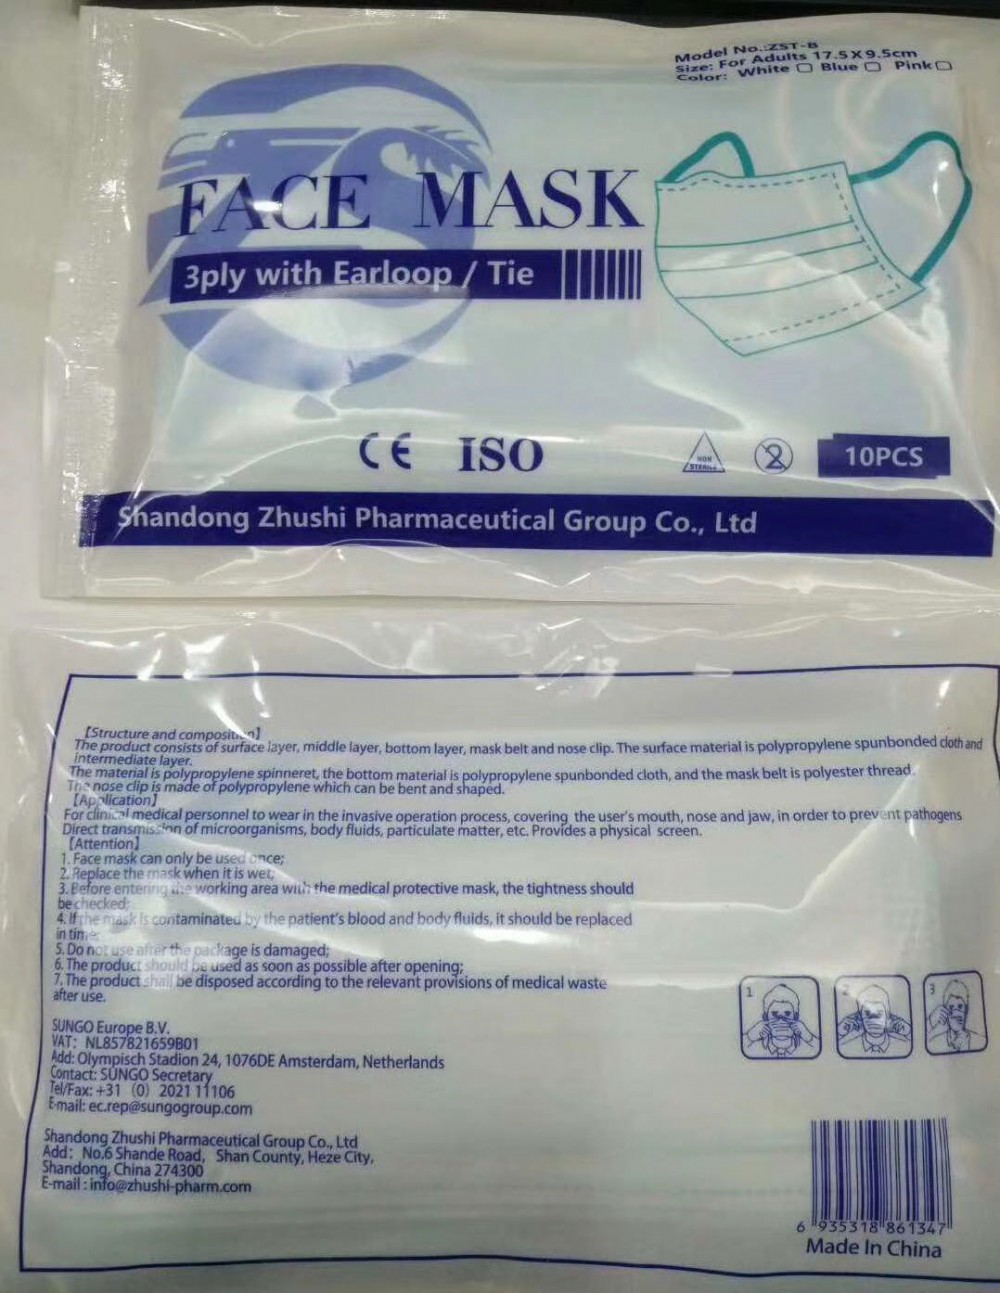 Model No.:ZST-B
Size: For Adults 17.5X9.5cm
Color: White Blue Pink
FACE MASK
3ply with Earloop / Tie
CE ISO
NON
STERILE
2
10PCS
Shandong Zhushi Pharmaceutical Group Co., Ltd
【Structure and composition】
The product consists of surface layer, middle layer, bottom layer, mask belt and nose clip. The surface material is polypropylene spunbonded cloth and
intermediate layer.
The material is polypropylene spinneret, the bottom material is polypropylene spunbonded cloth, and the mask belt is polyester thread.
The nose clip is made of polypropylene which can be bent and shaped.
【Application】
For clinical medical personnel to wear in the invasive operation process, covering the user's mouth, nose and jaw, in order to prevent pathogens
Direct transmission of microorganisms, body fluids, particulate matter, etc. Provides a physical screen.
【Attention】
1. Face mask can only be used once;
2. Replace the mask when it is wet;
3. Before entering the working area with the medical protective mask, the tightness should
be checked;
4. If the mask is contaminated by the patient's blood and body fluids, it should be replaced
in time;
5. Do not use after the package is damaged;
6. The product should be used as soon as possible after opening;
7. The product shall be disposed according to the relevant provisions of medical waste
after use.
1 2 3
SUNGO Europe B.V.
VAT: NL857821659B01
Add: Olympisch Stadion 24, 1076DE Amsterdam, Netherlands
Contact: SUNGO Secretary
Tel/Fax: +31 (0) 2021 11106
E-mail: ec.rep@sungogroup.com
Shandong Zhushi Pharmaceutical Group Co., Ltd
Add: No.6 Shande Road, Shan County, Heze City,
Shandong, China 274300
E-mail : info@zhushi-pharm.com
6 935318 861347
Made In China